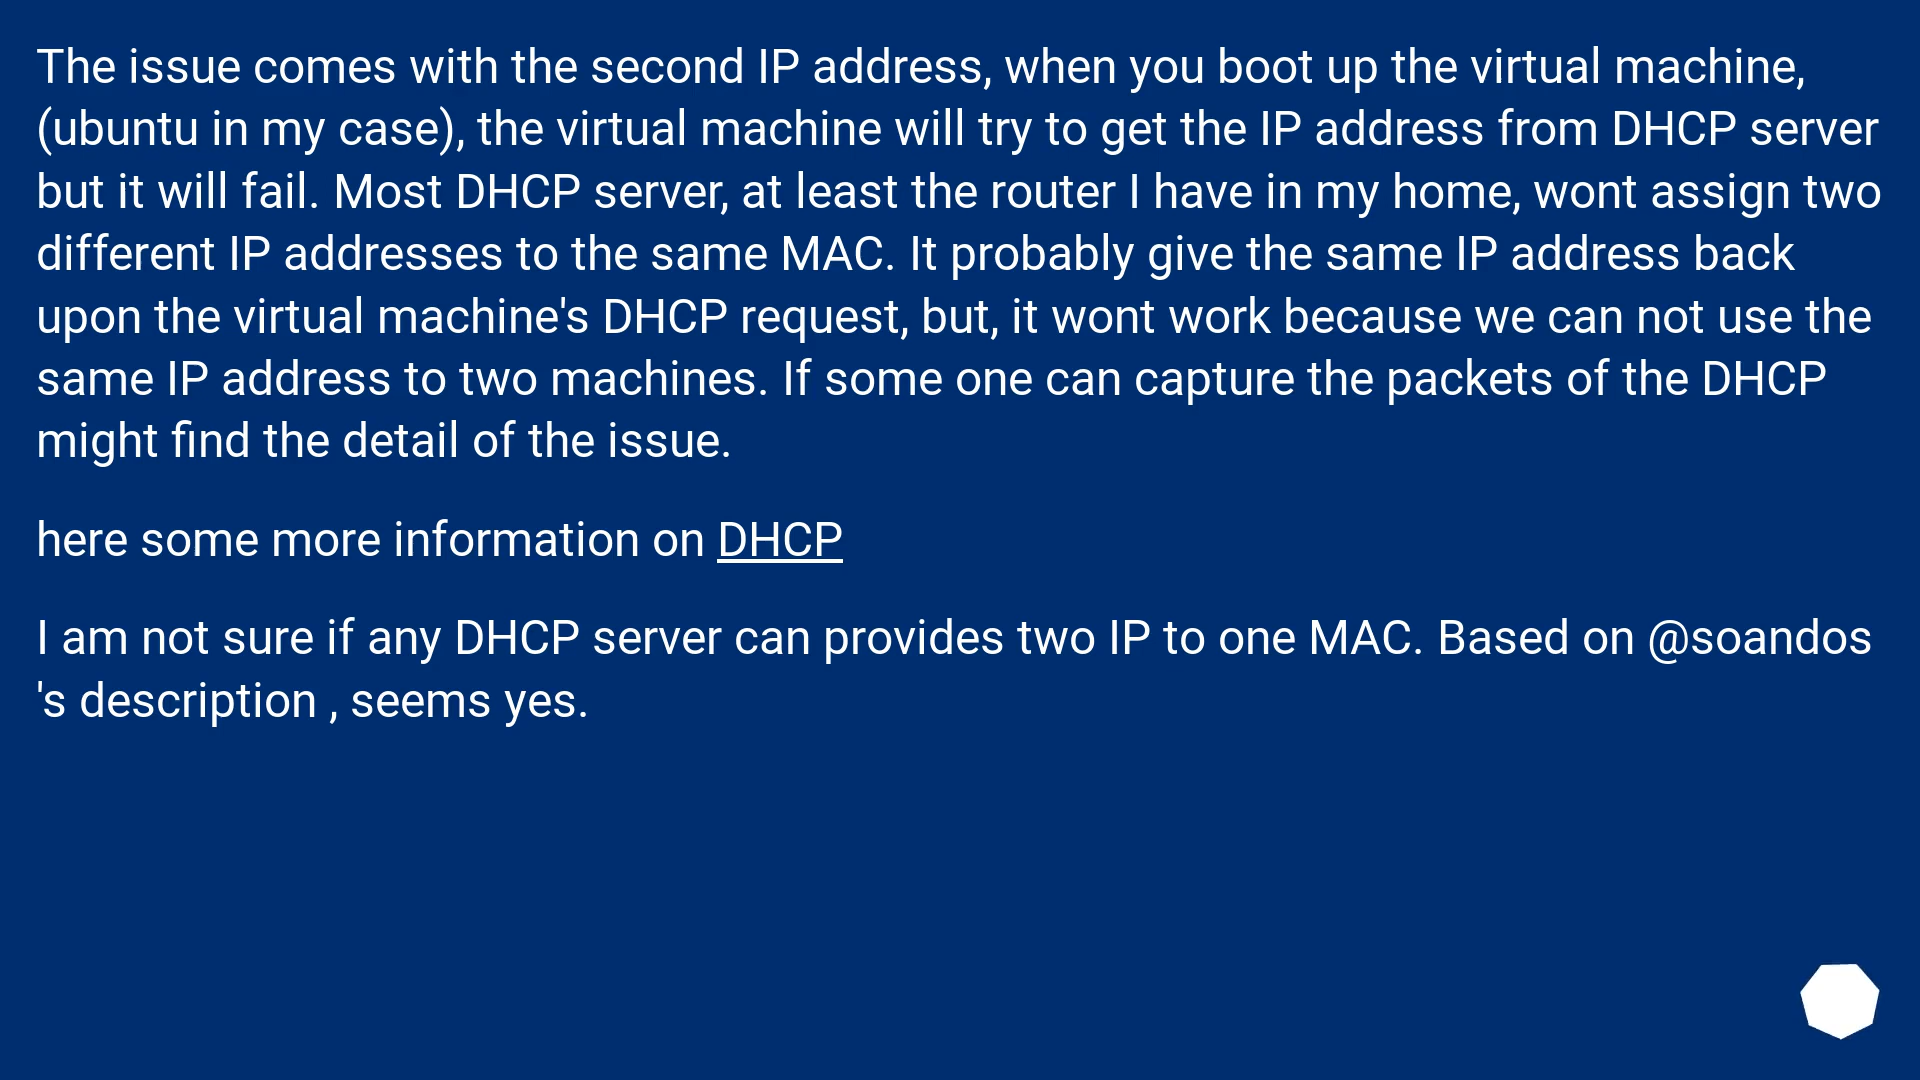 The issue comes with the second IP address, when you boot up the virtual machine,
(ubuntu in my case), the virtual machine will try to get the IP address from DHCP server
but it will fail. Most DHCP server, at least the router I have in my home, wont assign two
different IP addresses to the same MAC. It probably give the same IP address back
upon the virtual machine's DHCP request, but, it wont work because we can not use the
same IP address to two machines. If some one can capture the packets of the DHCP
might find the detail of the issue.
here some more information on DHCP
I am not sure if any DHCP server can provides two IP to one MAC. Based on @soandos
's description , seems yes.